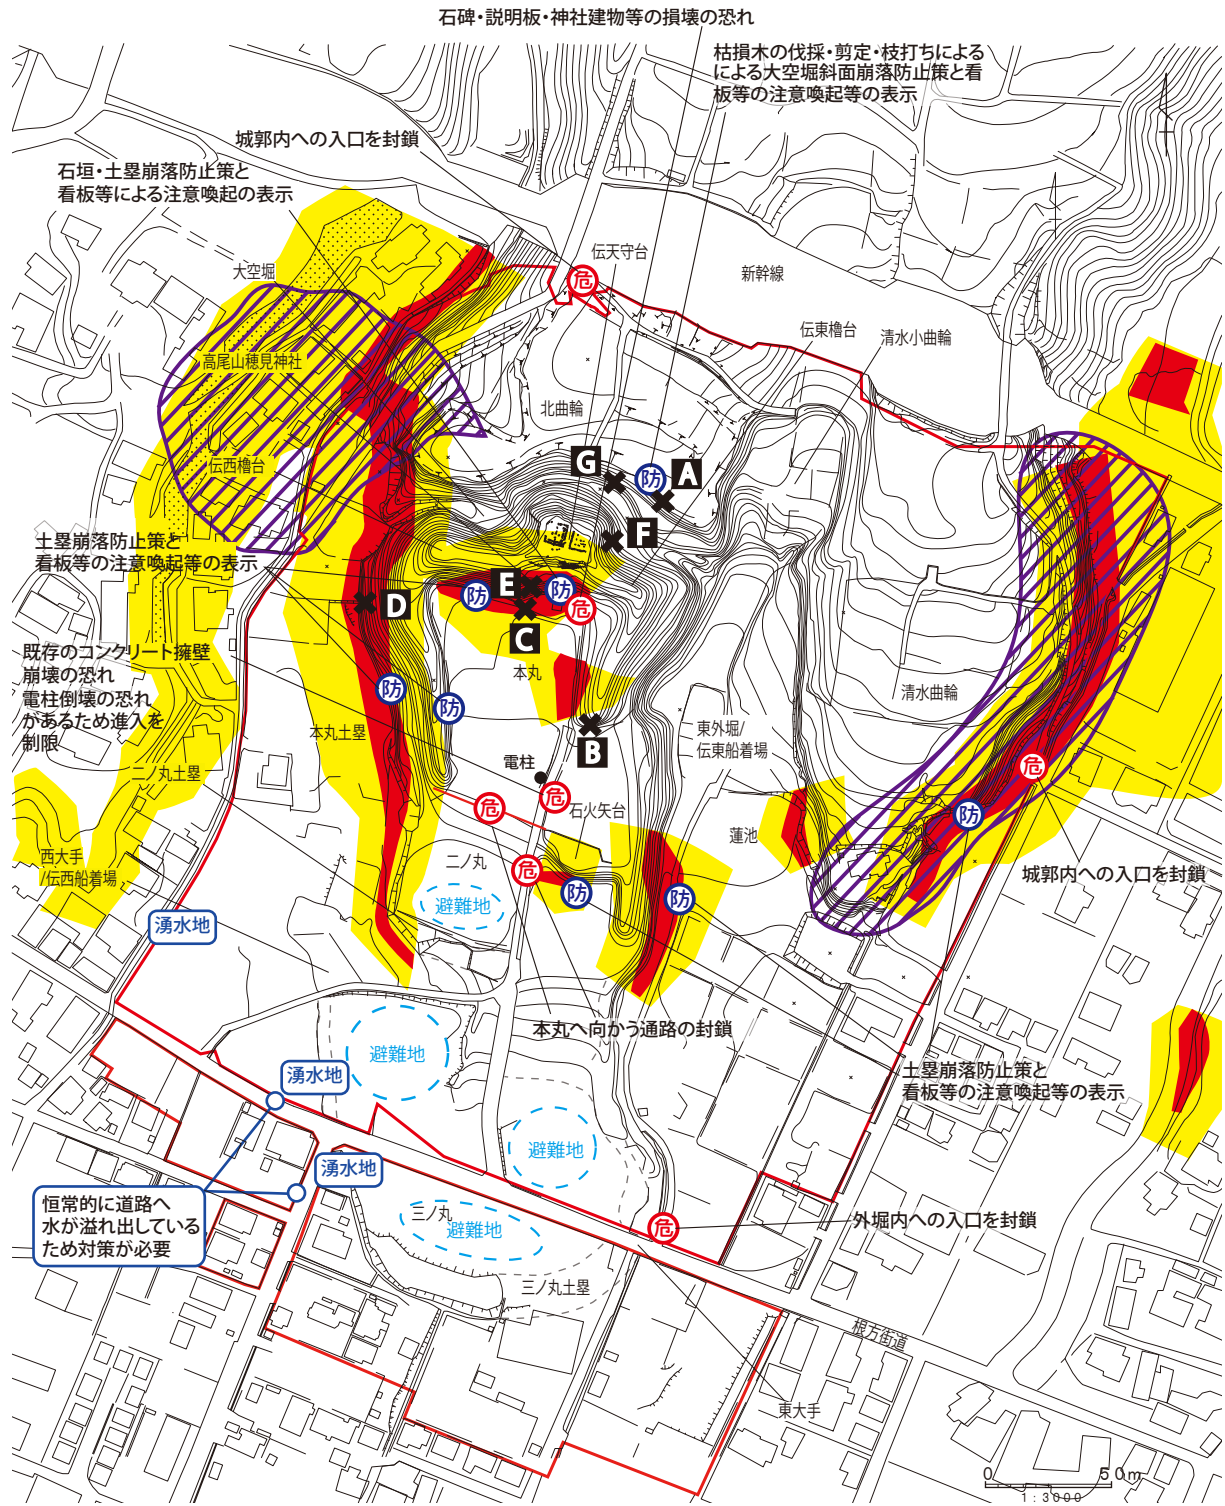 石碑・説明板・神社建物等の損壊の恐れ
枯損木の伐採・剪定・枝打ちによる
による大空堀斜面崩落防止策と看
板等の注意喚起等の表示
城郭内への入口を封鎖
石垣・土塁崩落防止策と
看板等による注意喚起の表示
伝天守台
大空堀
新幹線
危
伝東櫓台
清水小曲輪
高尾山穂見神社
北曲輪
伝西櫓台
G
防
A
F
土塁崩落防止策と
看板等の注意喚起等の表示
E
防
防
D
危
C
既存のコンクリート擁壁
崩壊の恐れ
電柱倒壊の恐れ
があるため進入を
制限
本丸
防
防
清水曲輪
本丸土塁
東外堀/
伝東船着場
B
電柱
二ノ丸土塁
危
危
危
石火矢台
防
蓮池
西大手
/伝西船着場
二ノ丸
危
防
防
城郭内への入口を封鎖
避難地
湧水地
本丸へ向かう通路の封鎖
避難地
湧水地
土塁崩落防止策と
看板等の注意喚起等の表示
避難地
湧水地
恒常的に道路へ
水が溢れ出している
ため対策が必要
三ノ丸
避難地
危
外堀内への入口を封鎖
三ノ丸土塁
根方街道
東大手
0 50m
1:3000